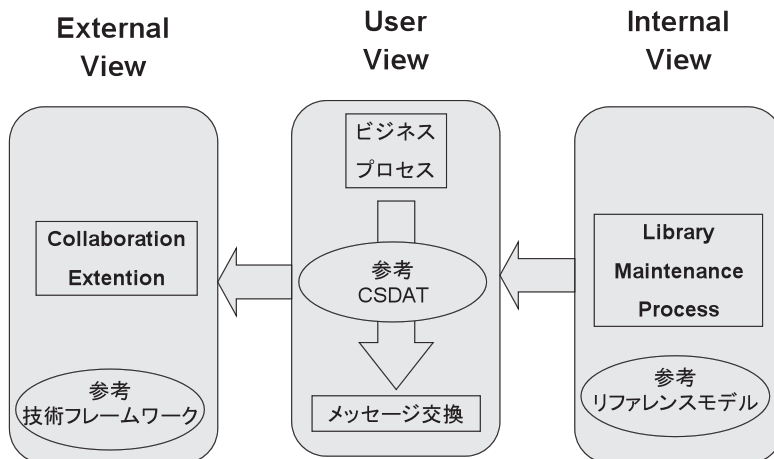 External
View
User
View
Internal
View
Collaboration
Extention
参考
技術フレームワーク
ビジネス
プロセス
参考
CSDAT
メッセージ交換
Library
Maintenance
Process
参考
リファレンスモデル